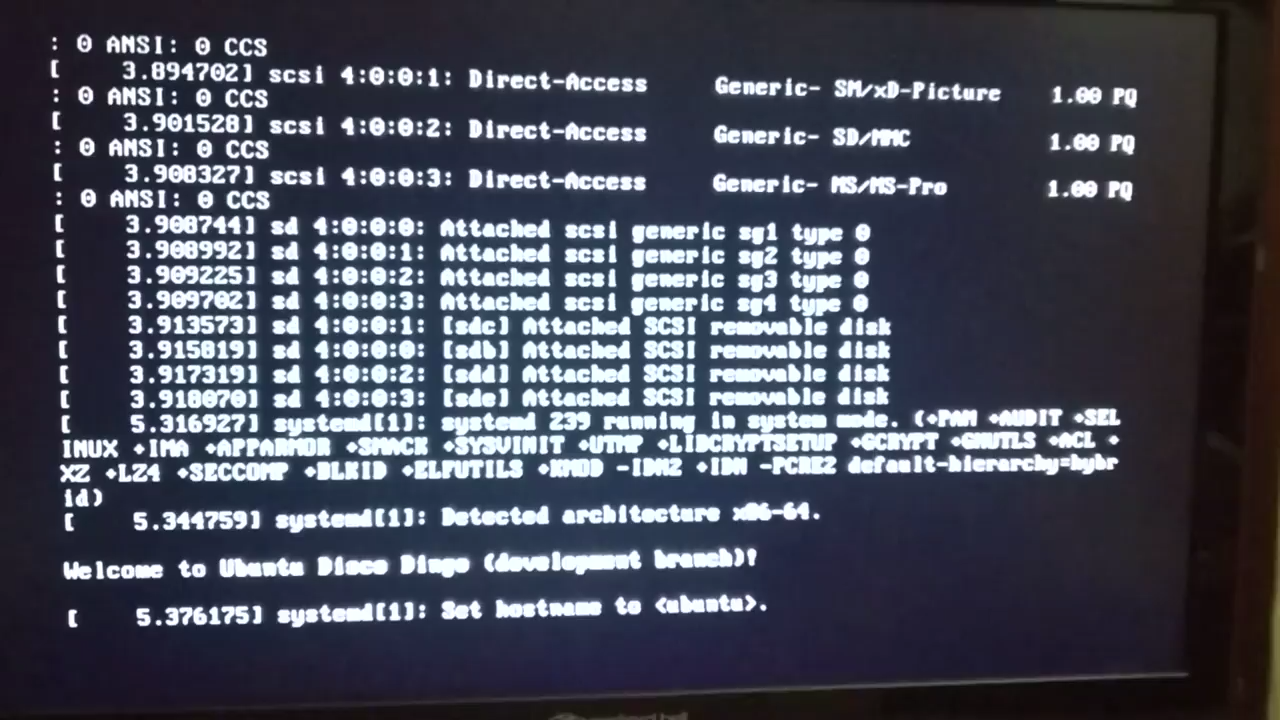 : 0 ANSI: 0 CCS
[    3.894702] scsi 4:0:0:1: Direct-Access     Generic- SM/xD-Picture    1.00 PQ
: 0 ANSI: 0 CCS
[    3.901528] scsi 4:0:0:2: Direct-Access     Generic- SD/MMC           1.00 PQ
: 0 ANSI: 0 CCS
[    3.908327] scsi 4:0:0:3: Direct-Access     Generic- MS/MS-Pro        1.00 PQ
: 0 ANSI: 0 CCS
[    3.908744] sd 4:0:0:0: Attached scsi generic sg1 type 0
[    3.908992] sd 4:0:0:1: Attached scsi generic sg2 type 0
[    3.909225] sd 4:0:0:2: Attached scsi generic sg3 type 0
[    3.909702] sd 4:0:0:3: Attached scsi generic sg4 type 0
[    3.913573] sd 4:0:0:1: [sdc] Attached SCSI removable disk
[    3.915819] sd 4:0:0:0: [sdb] Attached SCSI removable disk
[    3.917319] sd 4:0:0:2: [sdd] Attached SCSI removable disk
[    3.918070] sd 4:0:0:3: [sde] Attached SCSI removable disk
[    5.316927] systemd[1]: systemd 239 running in system mode. (+PAM +AUDIT +SEL
INUX +IMA +APPARMOR +SMACK +SYSVINIT +UTMP +LIBCRYPTSETUP +GCRYPT +GNUTLS +ACL +
XZ +LZ4 +SECCOMP +BLKID +ELFUTILS +KMOD -IDN2 +IDN -PCRE2 default-hierarchy=hybr
id)
[    5.344759] systemd[1]: Detected architecture x86-64.
Welcome to Ubuntu Disco Dingo (development branch)!
[    5.376175] systemd[1]: Set hostname to <ubuntu>.